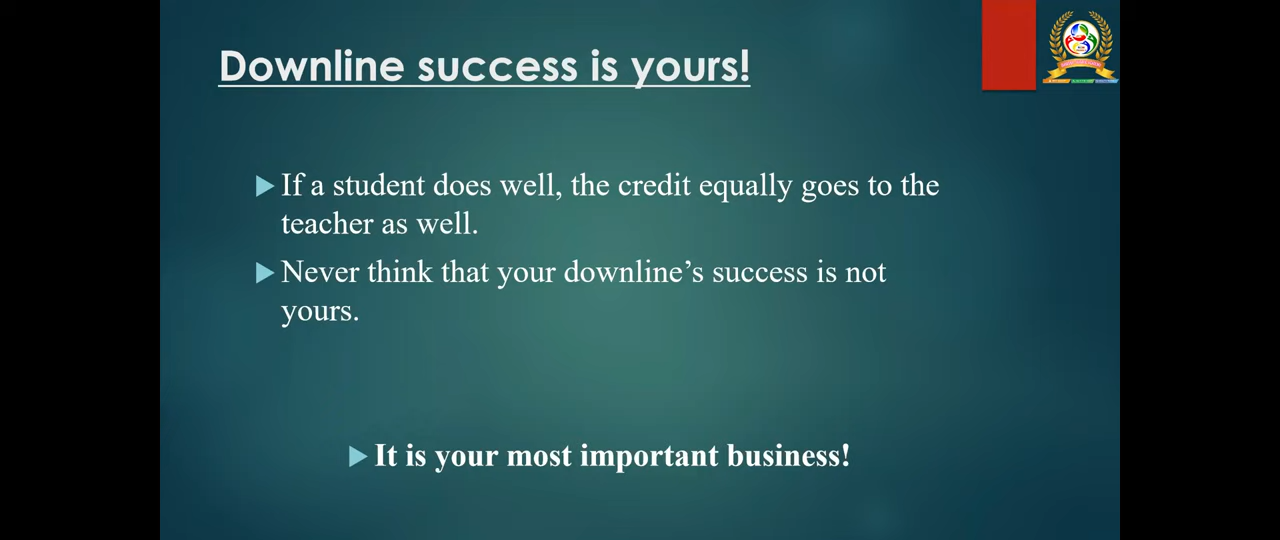 Downline success is yours!
If a student does well, the credit equally goes to the
teacher as well.
Never think that your downline’s success is not
yours.
It is your most important business!